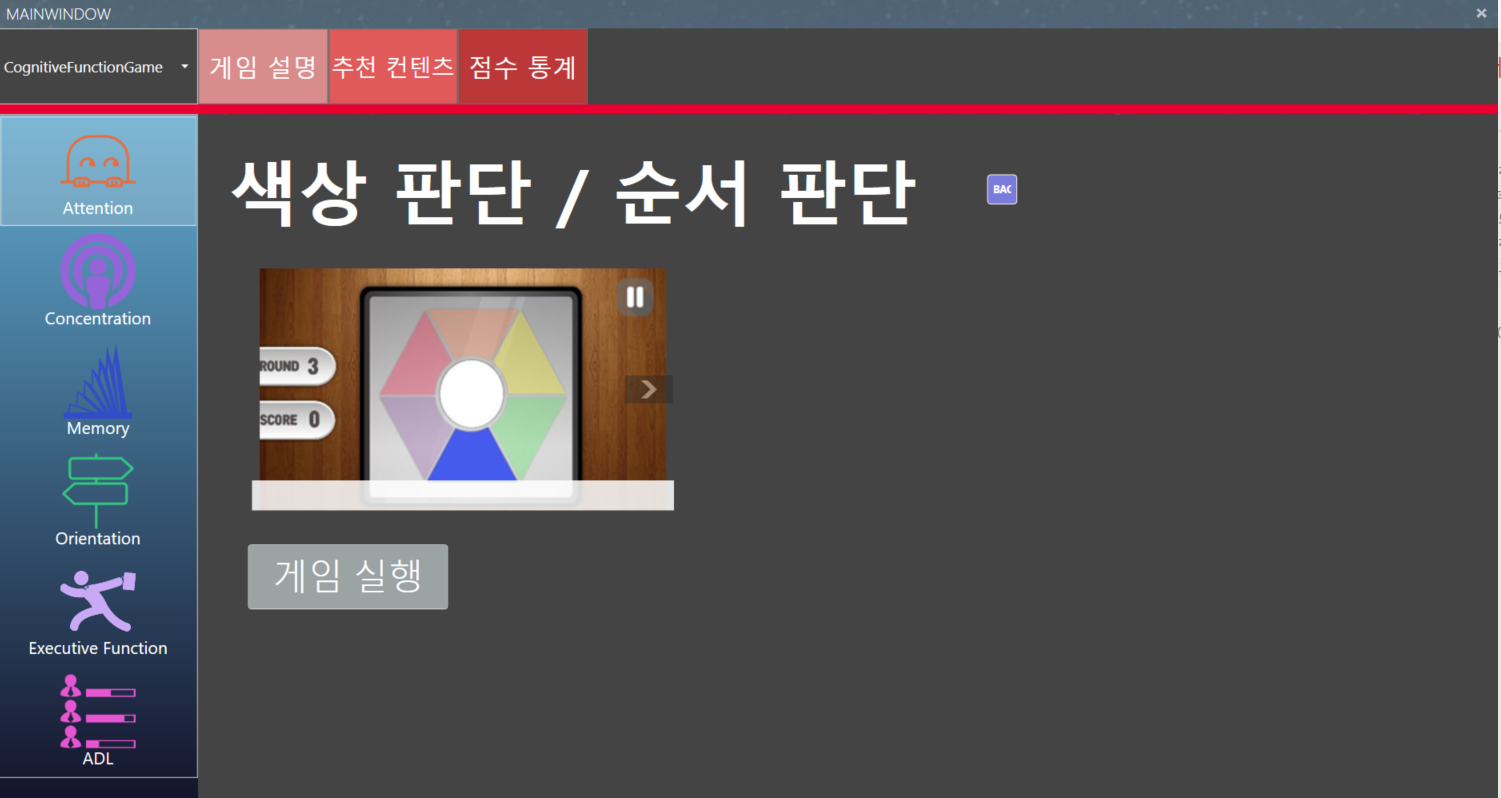 MAINWINDOW
CognitiveFunctionGame
게임 설명
추천 컨텐츠
점수 통계
Attention
Concentration
Memory
Orientation
Executive Function
ADL
색상 판단 / 순서 판단
BAC
ROUND 3
SCORE 0
게임 실행